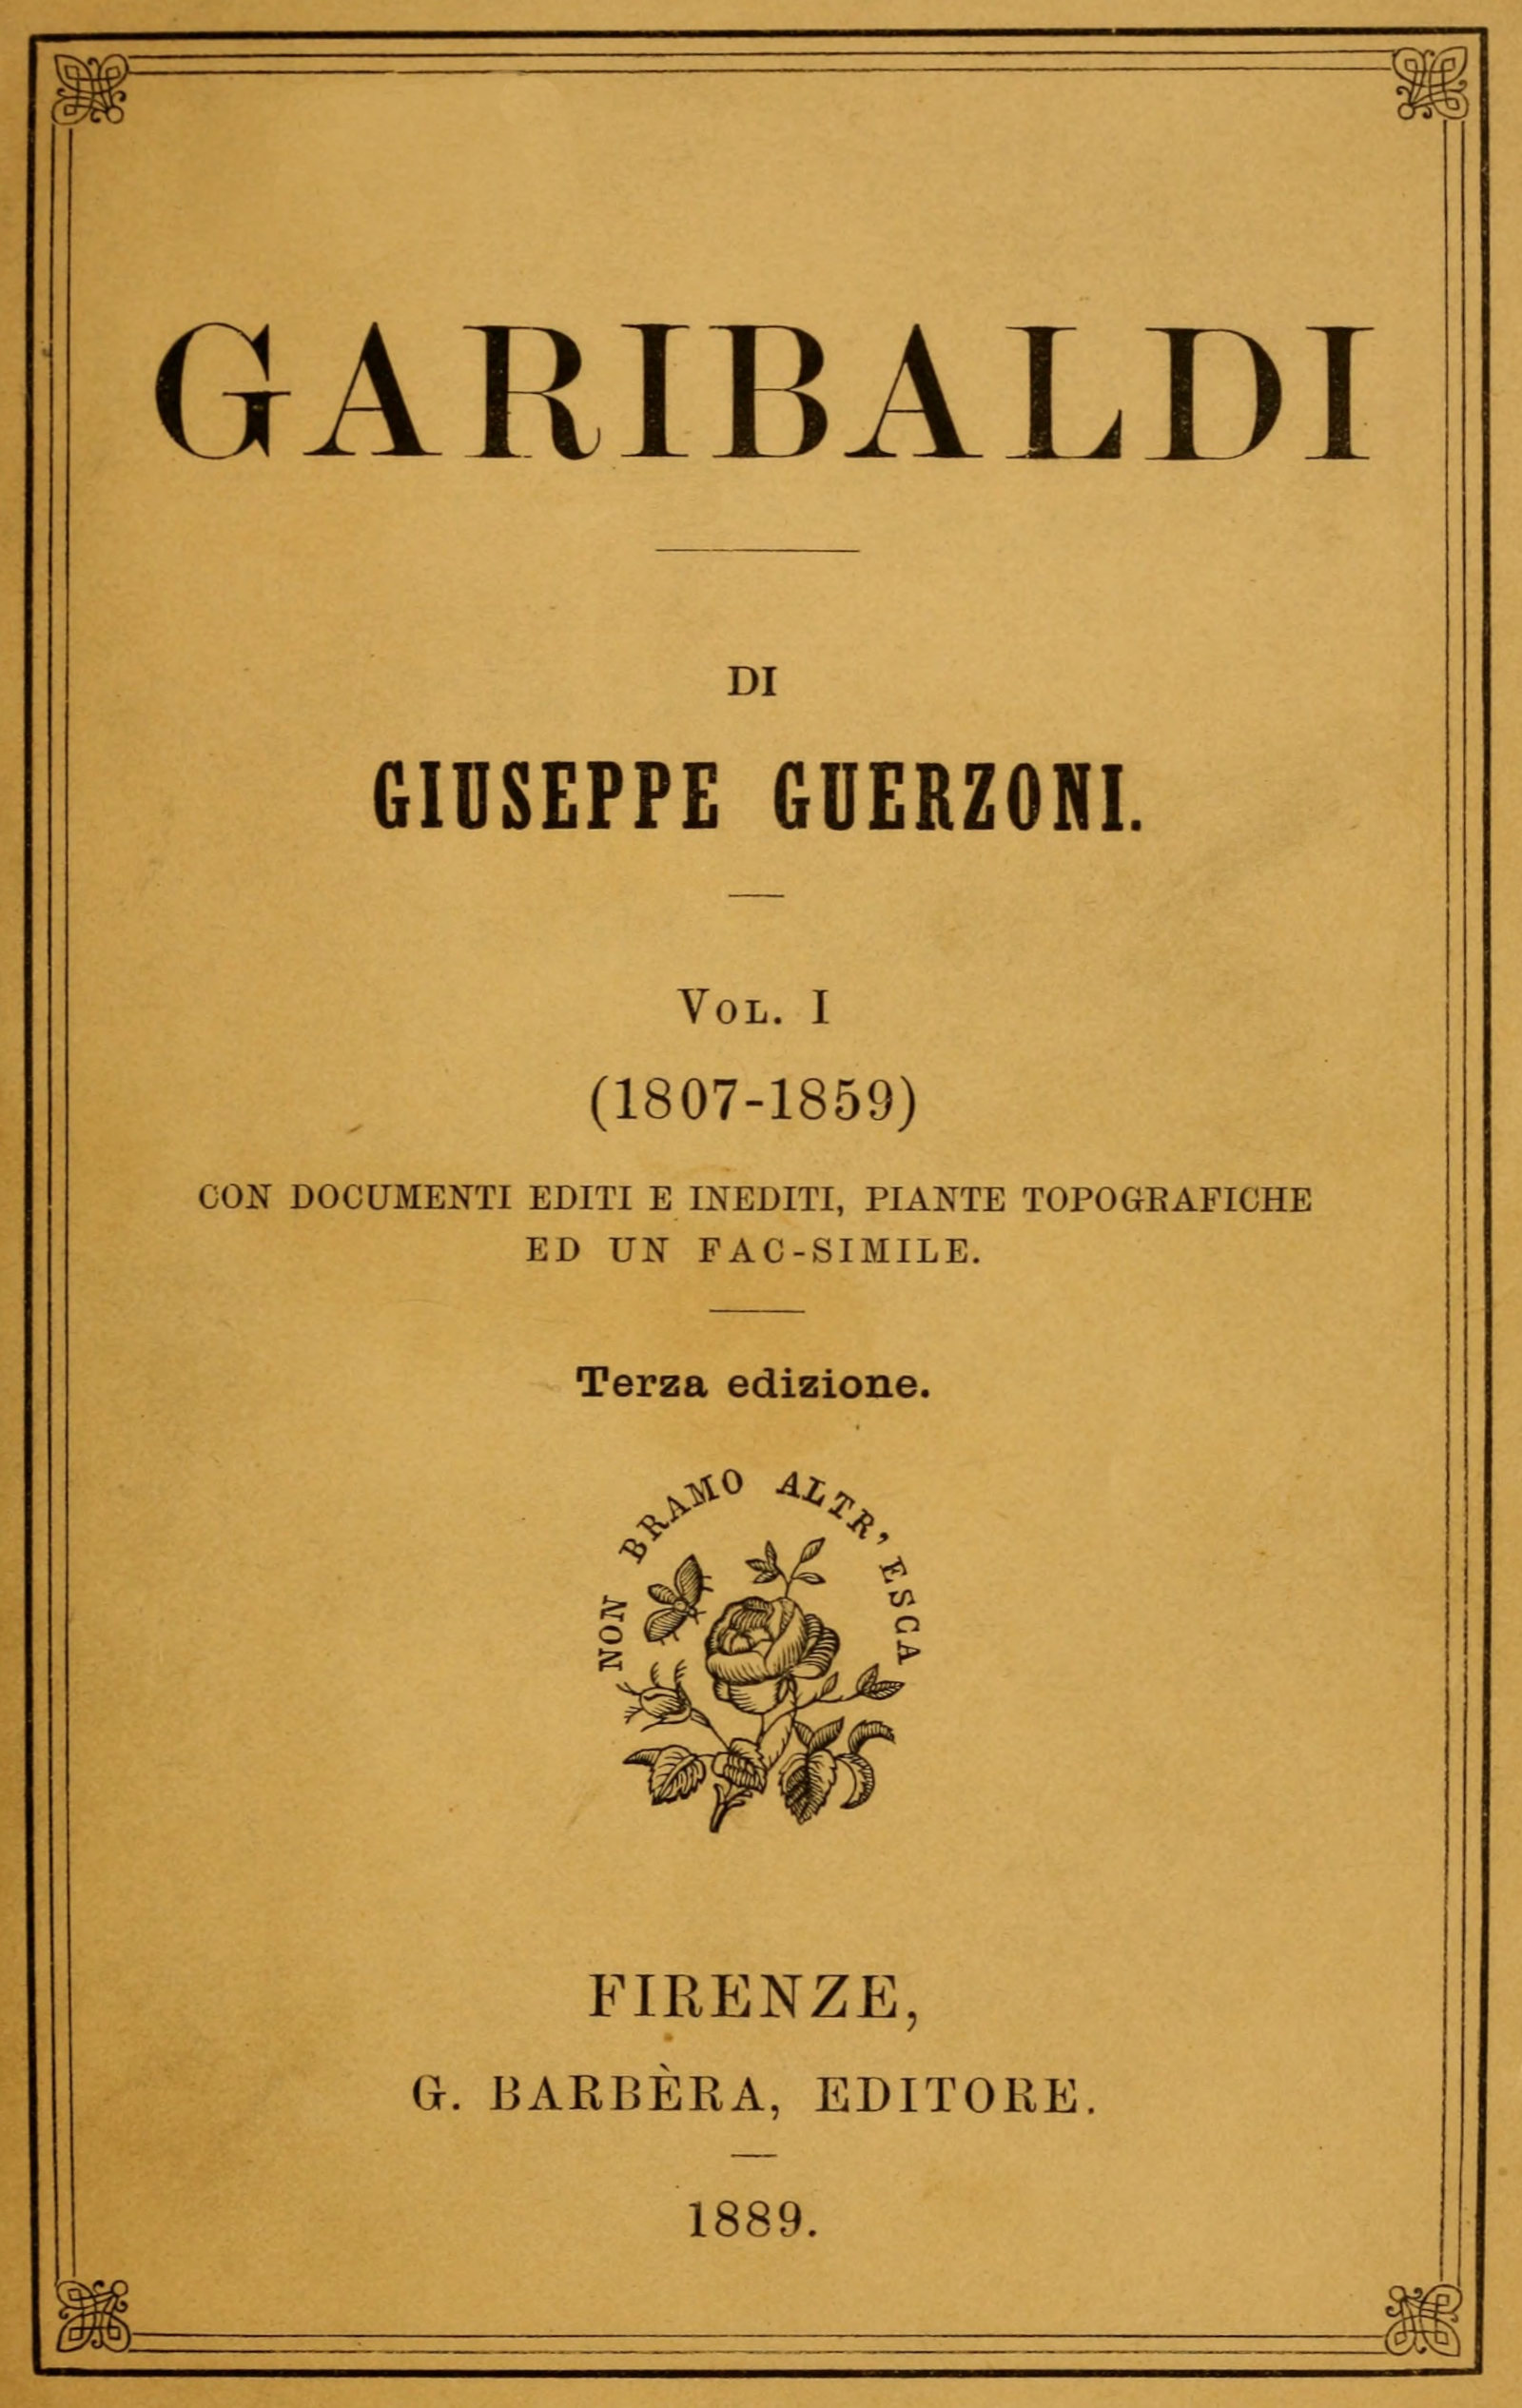 GARIBALDI
DI
GIUSEPPE GUERZONI.
VOL. I
(1807-1859)
CON DOCUMENTI EDITI E INEDITI, PIANTE TOPOGRAFICHE
ED UN FAC-SIMILE.
Terza edizione.
NON BRAMO ALTR' ESCA
FIRENZE,
G. BARBÈRA, EDITORE.
1889.